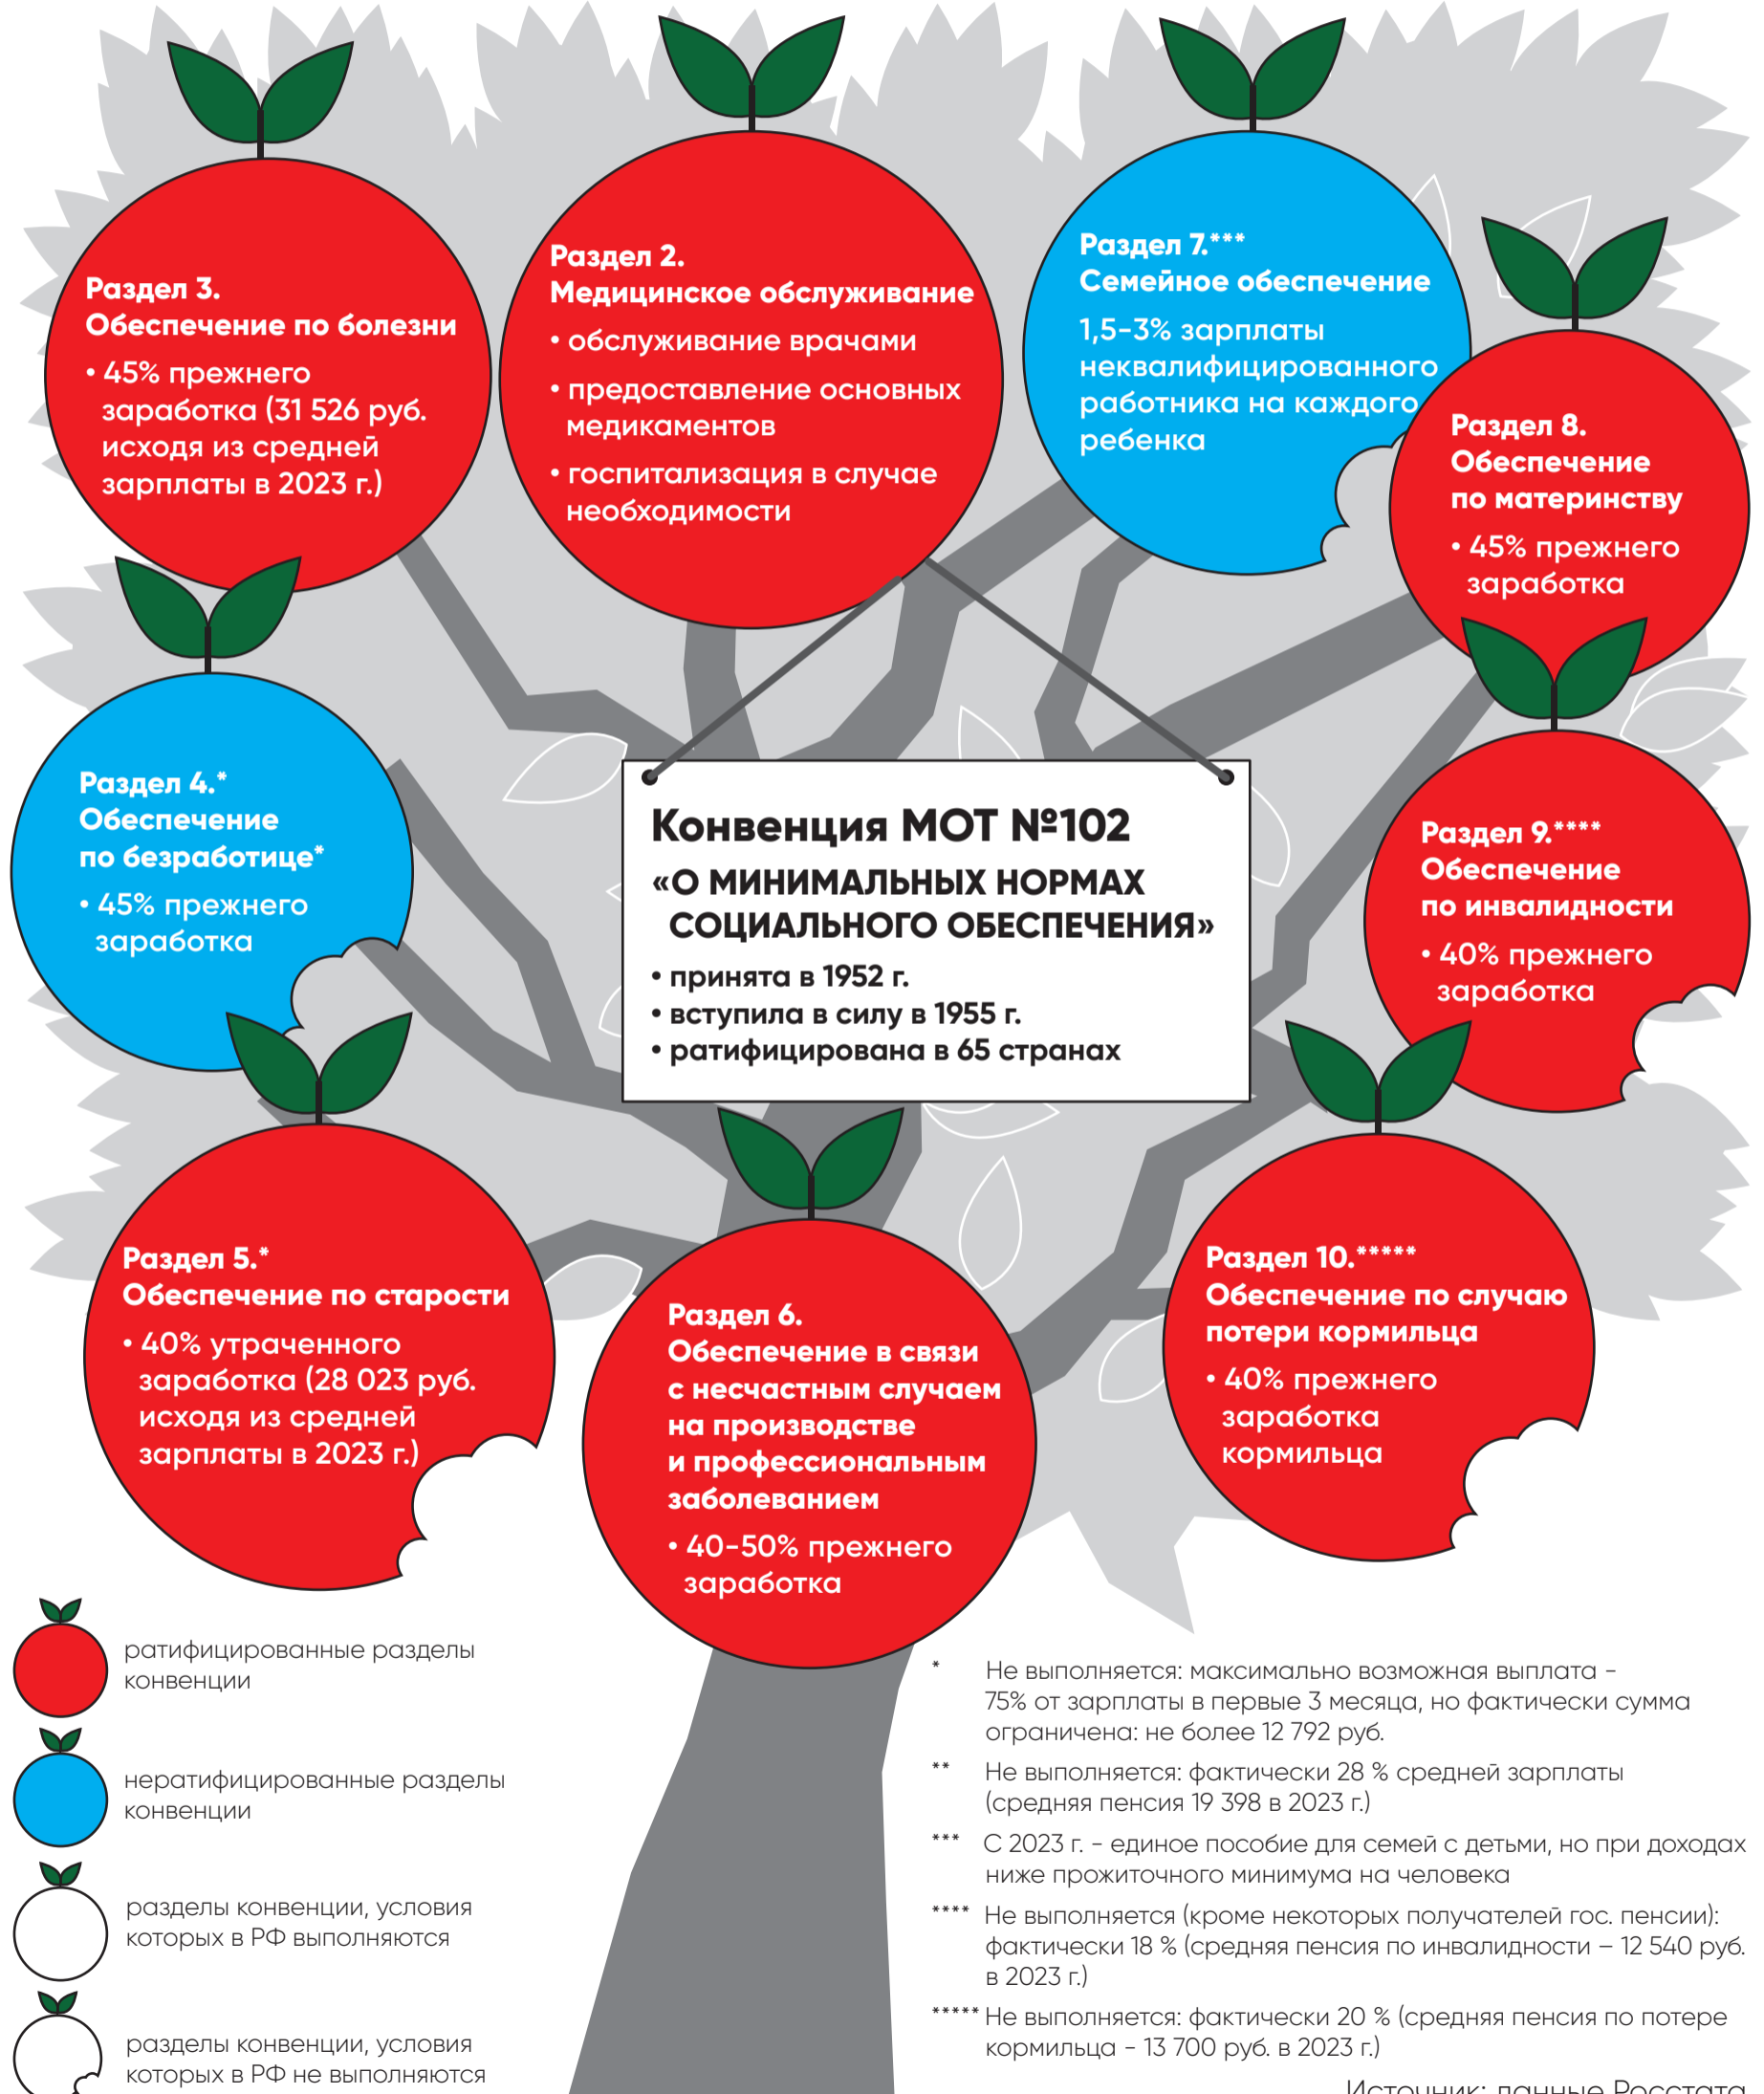 Раздел 3.
Обеспечение по болезни
• 45% прежнего
заработка (31 526 руб.
исходя из средней
зарплаты в 2023 г.)
Раздел 2.
Медицинское обслуживание
• обслуживание врачами
• предоставление основных
медикаментов
• госпитализация в случае
необходимости
Раздел 7.***
Семейное обеспечение
1,5-3% зарплаты
неквалифицированного
работника на каждого
ребенка
Раздел 8.
Обеспечение
по материнству
• 45% прежнего
заработка
Раздел 4.*
Обеспечение
по безработице*
• 45% прежнего
заработка
Конвенция МОТ №102
«О МИНИМАЛЬНЫХ НОРМАХ
СОЦИАЛЬНОГО ОБЕСПЕЧЕНИЯ»
• принята в 1952 г.
• вступила в силу в 1955 г.
• ратифицирована в 65 странах
Раздел 9.****
Обеспечение
по инвалидности
• 40% прежнего
заработка
Раздел 5.*
Обеспечение по старости
• 40% утраченного
заработка (28 023 руб.
исходя из средней
зарплаты в 2023 г.)
Раздел 6.
Обеспечение в связи
с несчастным случаем
на производстве
и профессиональным
заболеванием
• 40-50% прежнего
заработка
Раздел 10.*****
Обеспечение по случаю
потери кормильца
• 40% прежнего
заработка
кормильца
ратифицированные разделы
конвенции
нератифицированные разделы
конвенции
разделы конвенции, условия
которых в РФ выполняются
разделы конвенции, условия
которых в РФ не выполняются
* Не выполняется: максимально возможная выплата -
75% от зарплаты в первые 3 месяца, но фактически сумма
ограничена: не более 12 792 руб.
** Не выполняется: фактически 28 % средней зарплаты
(средняя пенсия 19 398 в 2023 г.)
*** С 2023 г. - единое пособие для семей с детьми, но при доходах
ниже прожиточного минимума на человека
**** Не выполняется (кроме некоторых получателей гос. пенсии):
фактически 18 % (средняя пенсия по инвалидности – 12 540 руб.
в 2023 г.)
***** Не выполняется: фактически 20 % (средняя пенсия по потере
кормильца - 13 700 руб. в 2023 г.)
Источник: данные Росстата